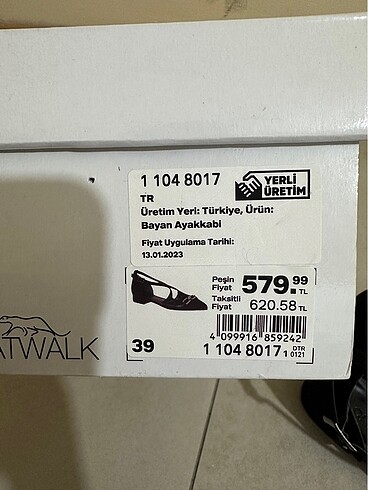 1 104 8017
YERLİ
ÜRETİM
TR
Üretim Yeri: Türkiye, Ürün:
Bayan Ayakkabi
Fiyat Uygulama Tarihi:
13.01.2023
Peşin
Fiyat 579.99 TL
Taksitli
Fiyat 620.58 TL
4 099916 859242
39
1 104 8017 1 DTR
0121
ATWALK